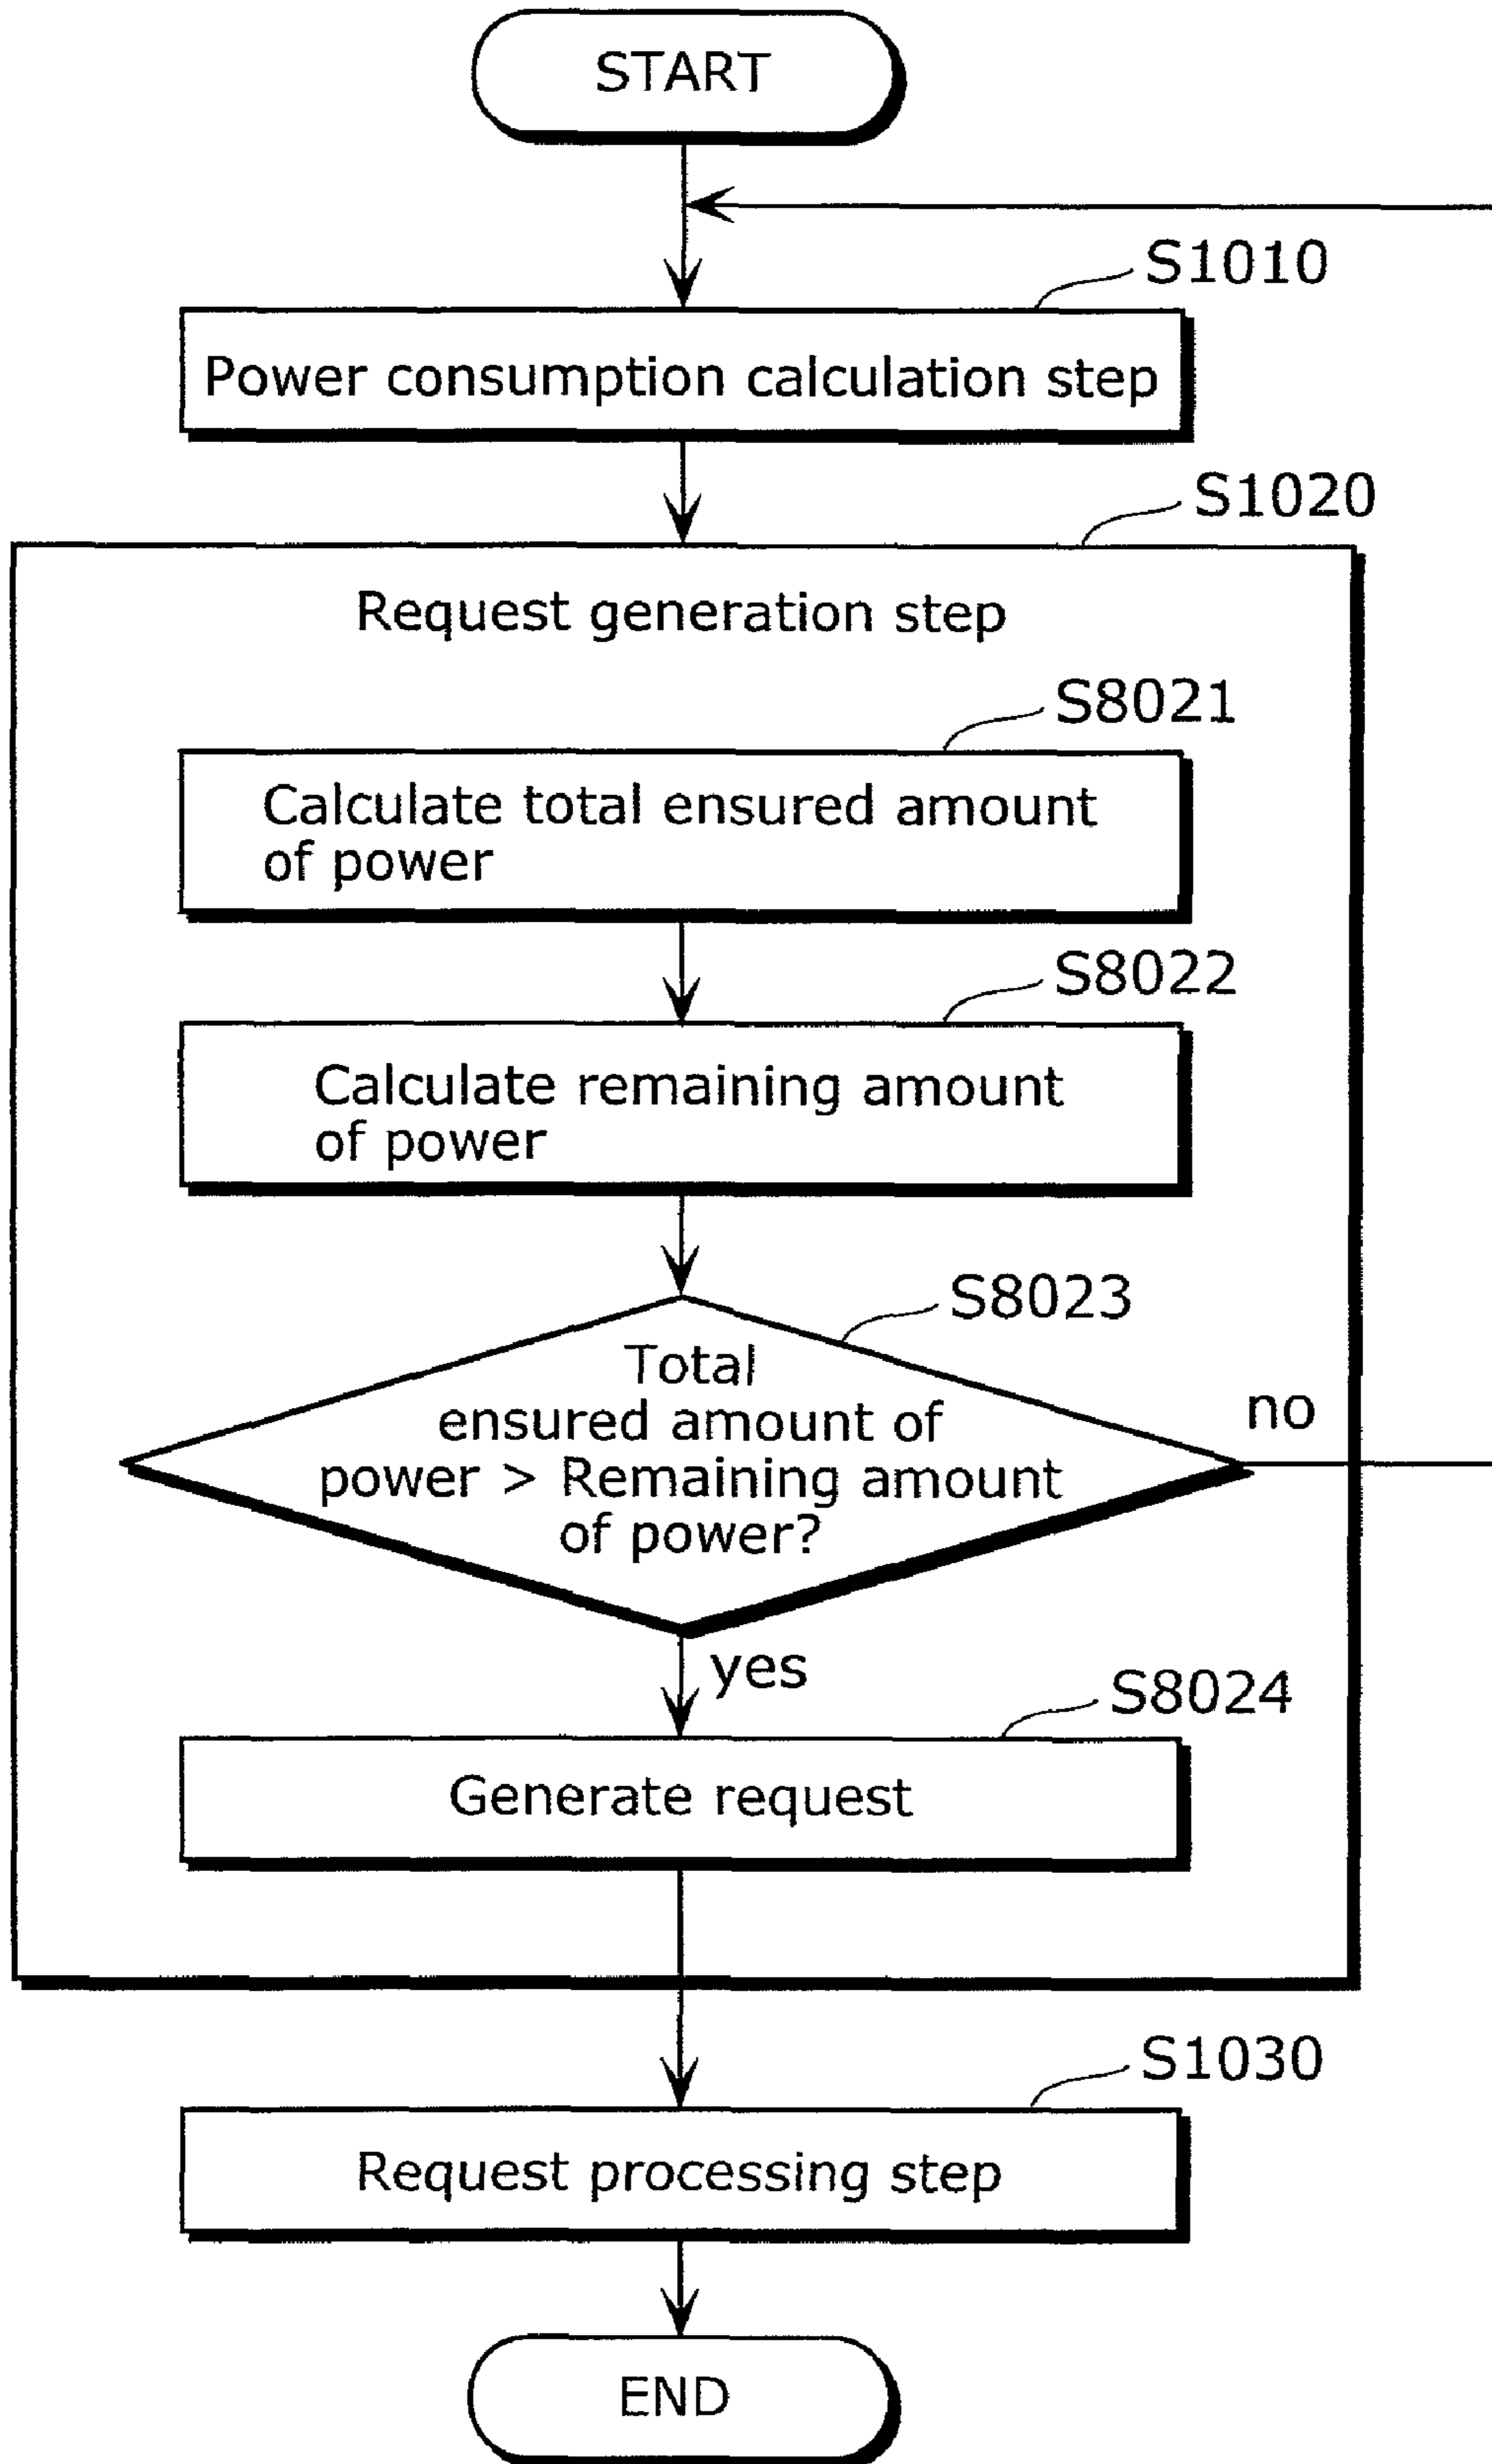 START
S1010
Power consumption calculation step
S1020
Request generation step
S8021
Calculate total ensured amount
of power
S8022
Calculate remaining amount
of power
S8023
Total
ensured amount of
power > Remaining amount
of power?
no
yes
S8024
Generate request
S1030
Request processing step
END